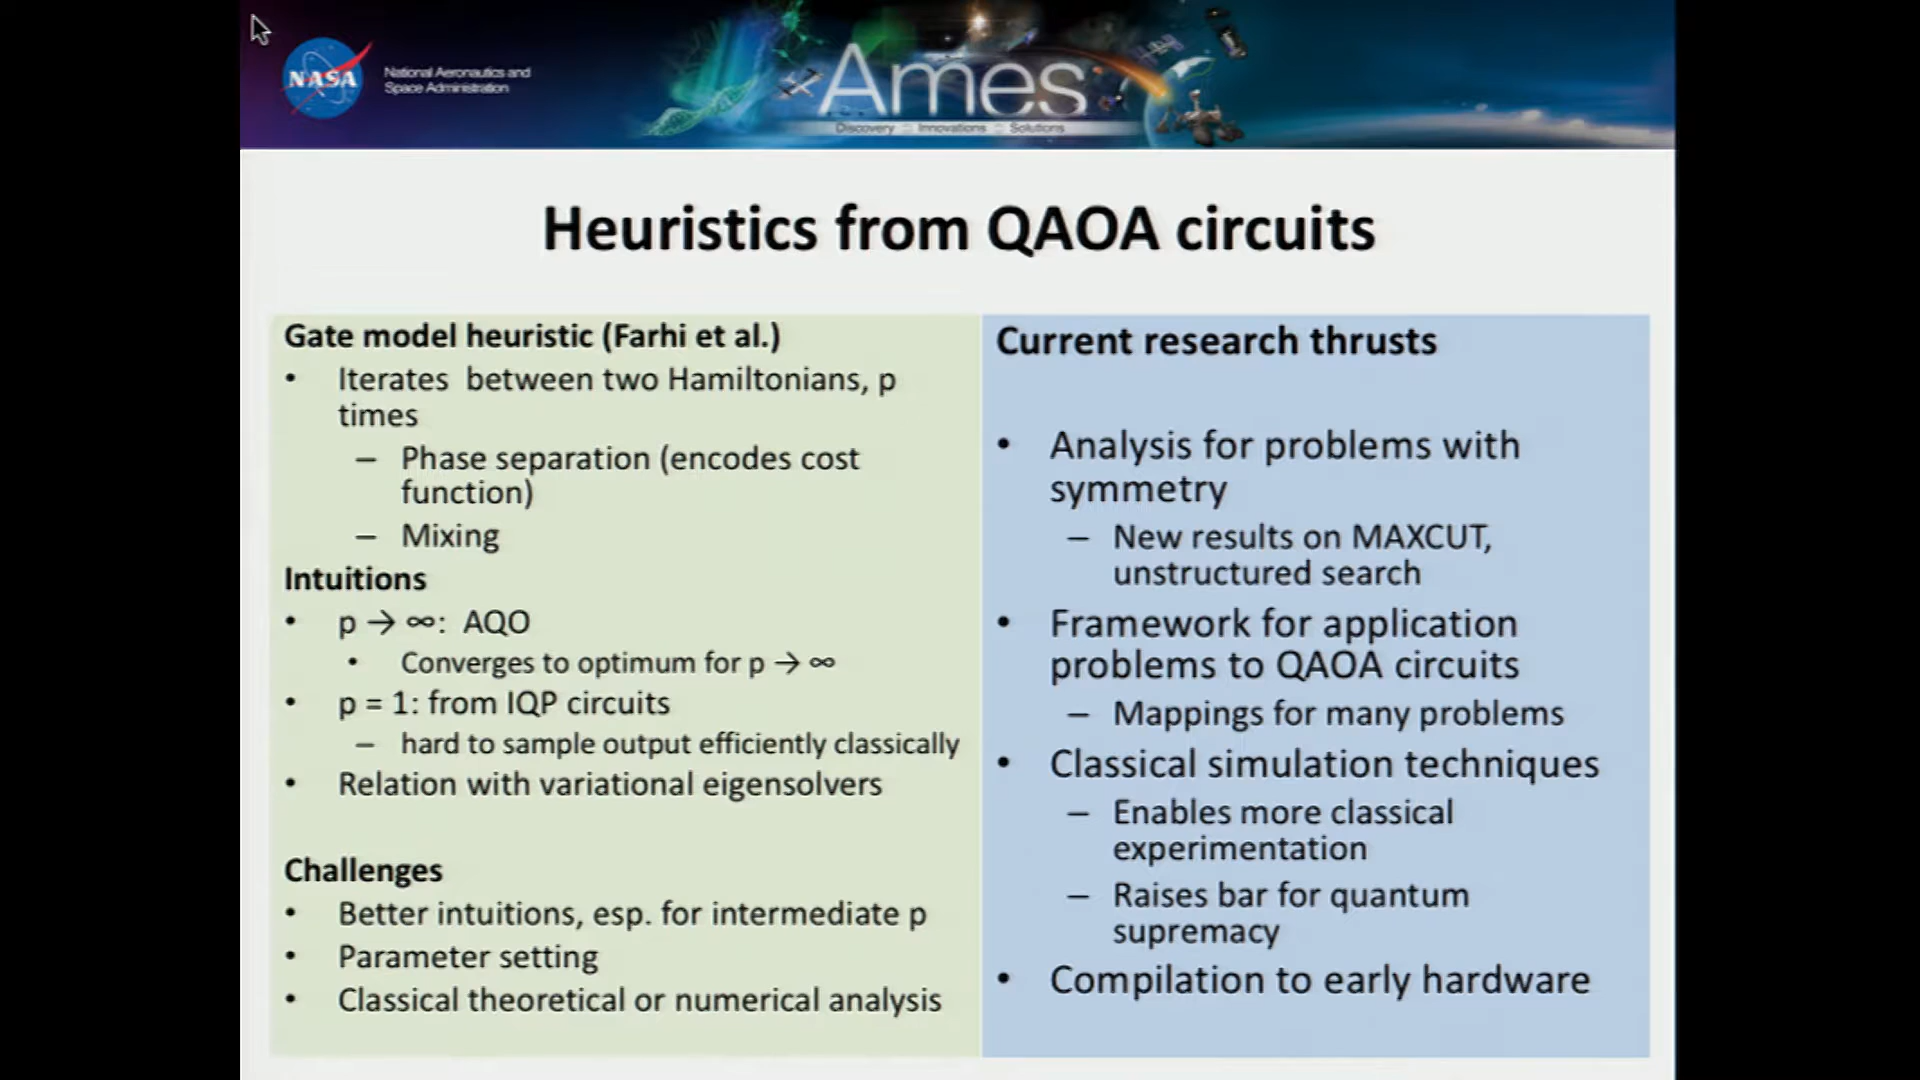 NASA
National Aeronautics and
Space Administration
Ames
Discovery :: Innovations :: Solutions
Heuristics from QAOA circuits
Gate model heuristic (Farhi et al.)
• Iterates between two Hamiltonians, p
times
– Phase separation (encodes cost
function)
– Mixing
Intuitions
• p → ∞: AQO
• Converges to optimum for p → ∞
• p = 1: from IQP circuits
– hard to sample output efficiently classically
• Relation with variational eigensolvers
Challenges
• Better intuitions, esp. for intermediate p
• Parameter setting
• Classical theoretical or numerical analysis
Current research thrusts
• Analysis for problems with
symmetry
– New results on MAXCUT,
unstructured search
• Framework for application
problems to QAOA circuits
– Mappings for many problems
• Classical simulation techniques
– Enables more classical
experimentation
– Raises bar for quantum
supremacy
• Compilation to early hardware